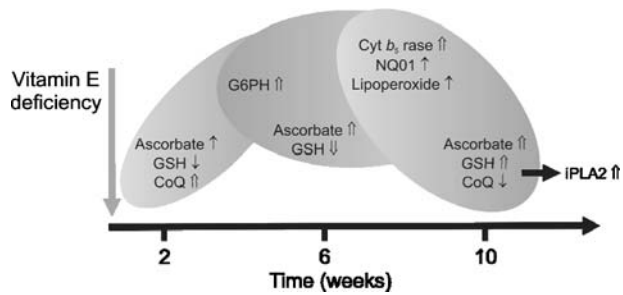 Vitamin E
deficiency
Ascorbate ↑
GSH ↓
CoQ ⇑
G6PH ⇑
Ascorbate ⇑
GSH ⇓
Cyt b₅ rase ⇑
NQ01 ↑
Lipoperoxide ↑
Ascorbate ⇑
GSH ⇑
CoQ ↓
iPLA2 ⇑
2
6
10
Time (weeks)